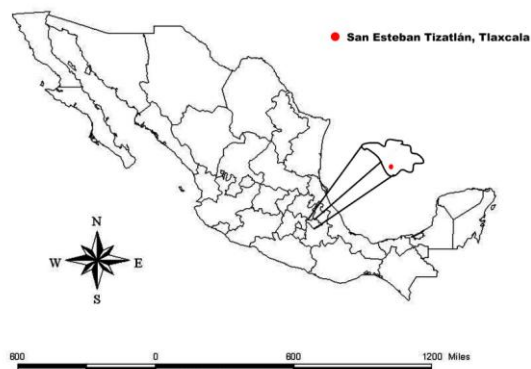 San Esteban Tizatlán, Tlaxcala
N
W E
S
600 0 600 1200 Miles